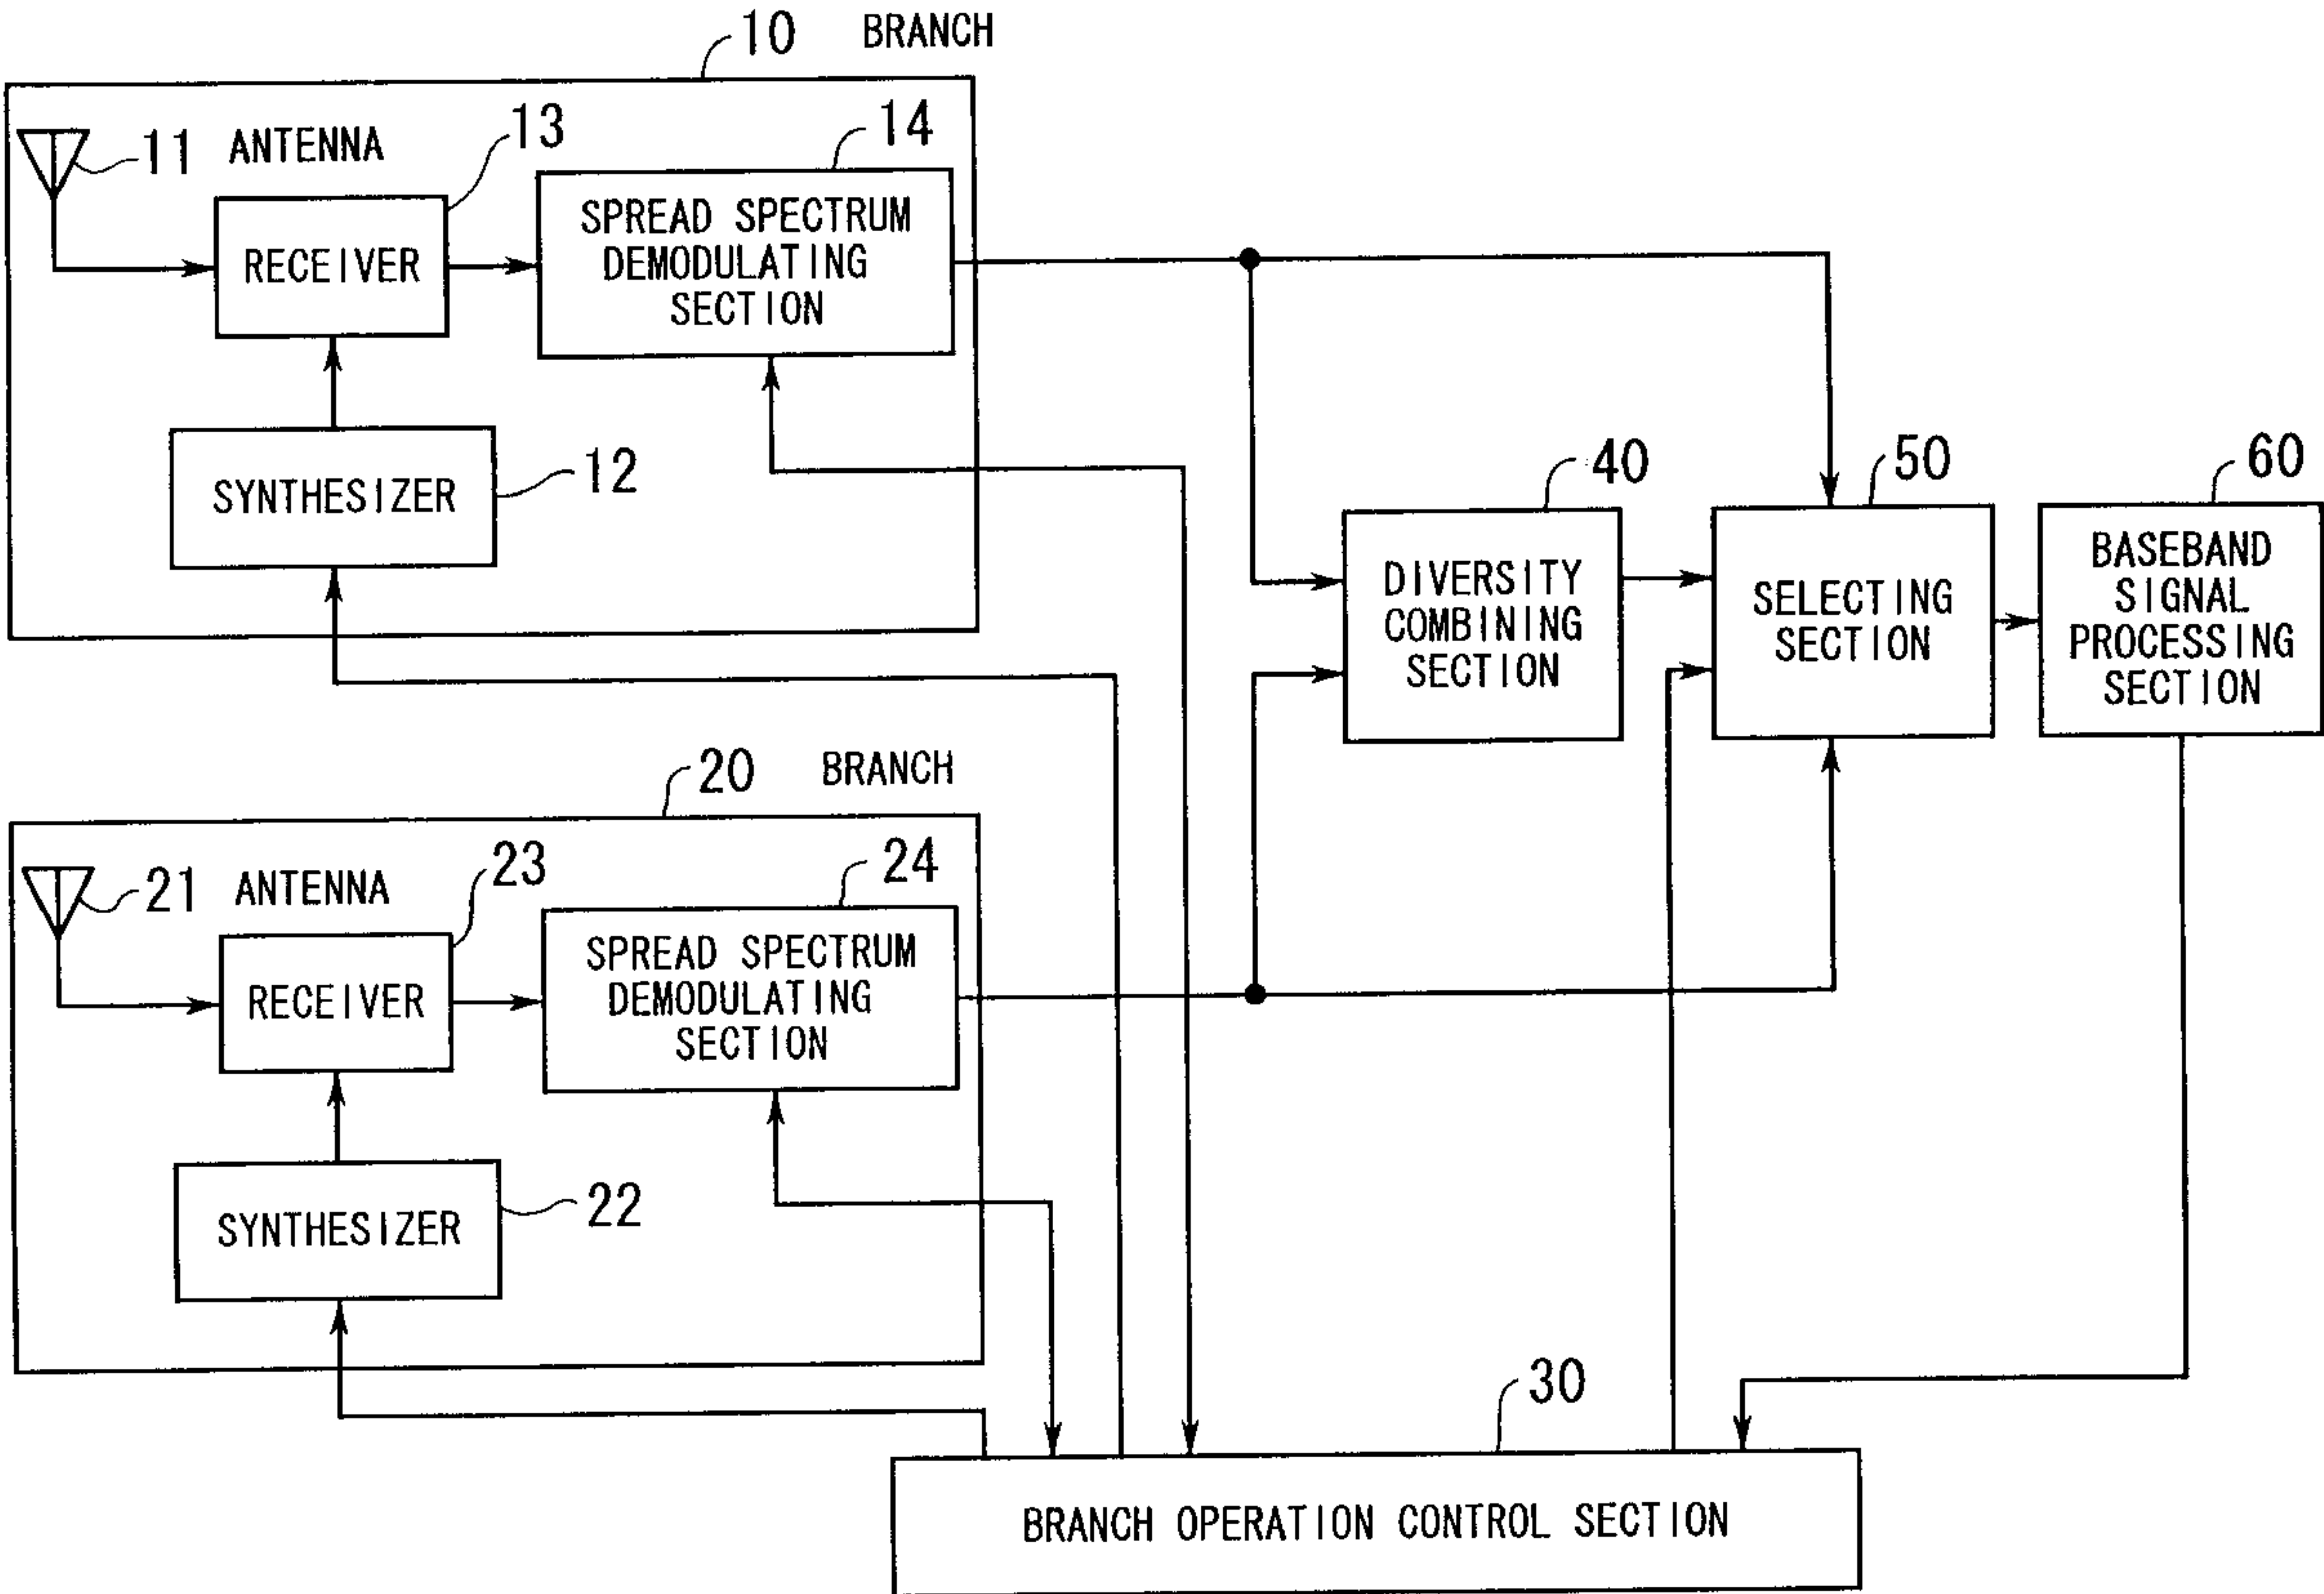 10 BRANCH
11 ANTENNA
13
14
RECEIVER
SPREAD SPECTRUM
DEMODULATING
SECTION
SYNTHESIZER
12
40
50
60
DIVERSITY
COMBINING
SECTION
SELECTING
SECTION
BASEBAND
SIGNAL
PROCESSING
SECTION
20 BRANCH
21 ANTENNA
23
24
RECEIVER
SPREAD SPECTRUM
DEMODULATING
SECTION
SYNTHESIZER
22
30
BRANCH OPERATION CONTROL SECTION